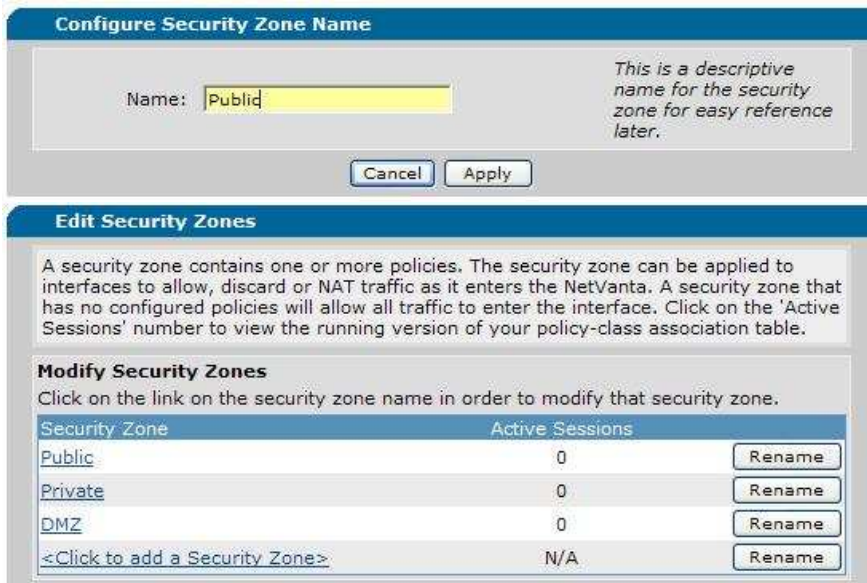 Configure Security Zone Name
Name: Public
This is a descriptive
name for the security
zone for easy reference
later.
Cancel Apply
Edit Security Zones
A security zone contains one or more policies. The security zone can be applied to
interfaces to allow, discard or NAT traffic as it enters the NetVanta. A security zone that
has no configured policies will allow all traffic to enter the interface. Click on the 'Active
Sessions' number to view the running version of your policy-class association table.
Modify Security Zones
Click on the link on the security zone name in order to modify that security zone.
Security Zone Active Sessions
Public 0 Rename
Private 0 Rename
DMZ 0 Rename
<Click to add a Security Zone> N/A Rename